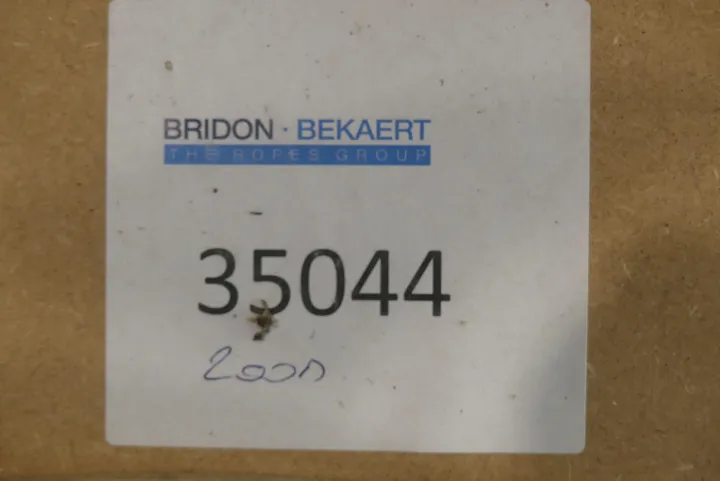 BRIDON · BEKAERT
THE ROPES GROUP
35044